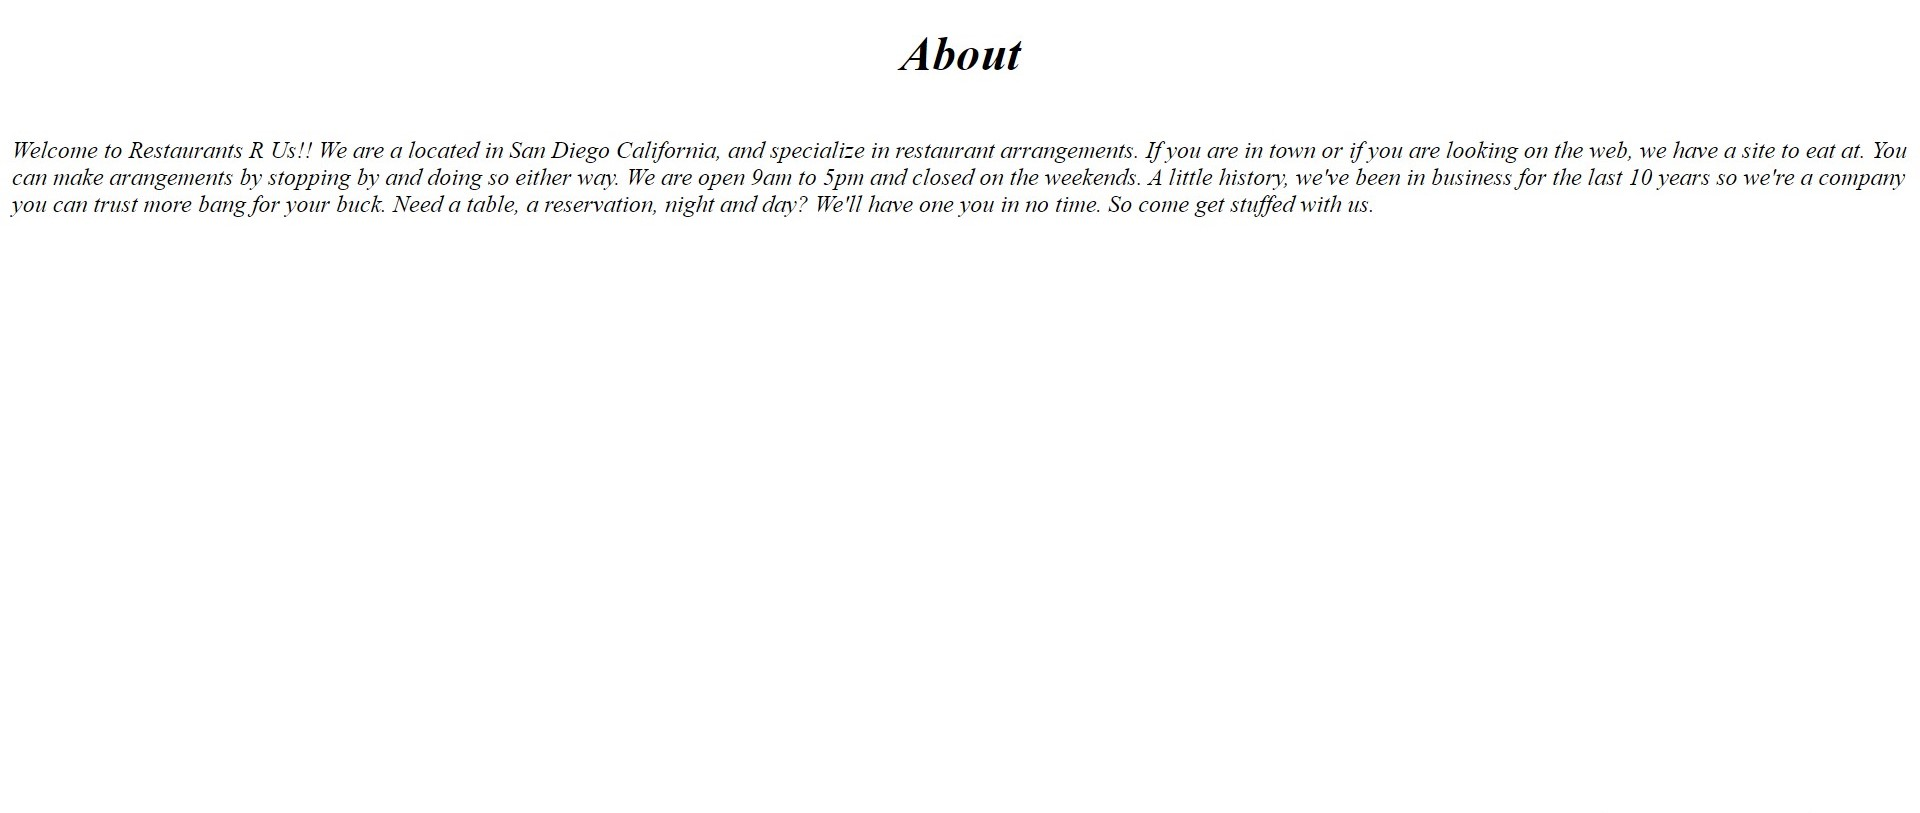 About
Welcome to Restaurants R Us!! We are a located in San Diego California, and specialize in restaurant arrangements. If you are in town or if you are looking on the web, we have a site to eat at. You
can make arangements by stopping by and doing so either way. We are open 9am to 5pm and closed on the weekends. A little history, we've been in business for the last 10 years so we're a company
you can trust more bang for your buck. Need a table, a reservation, night and day? We'll have one you in no time. So come get stuffed with us.